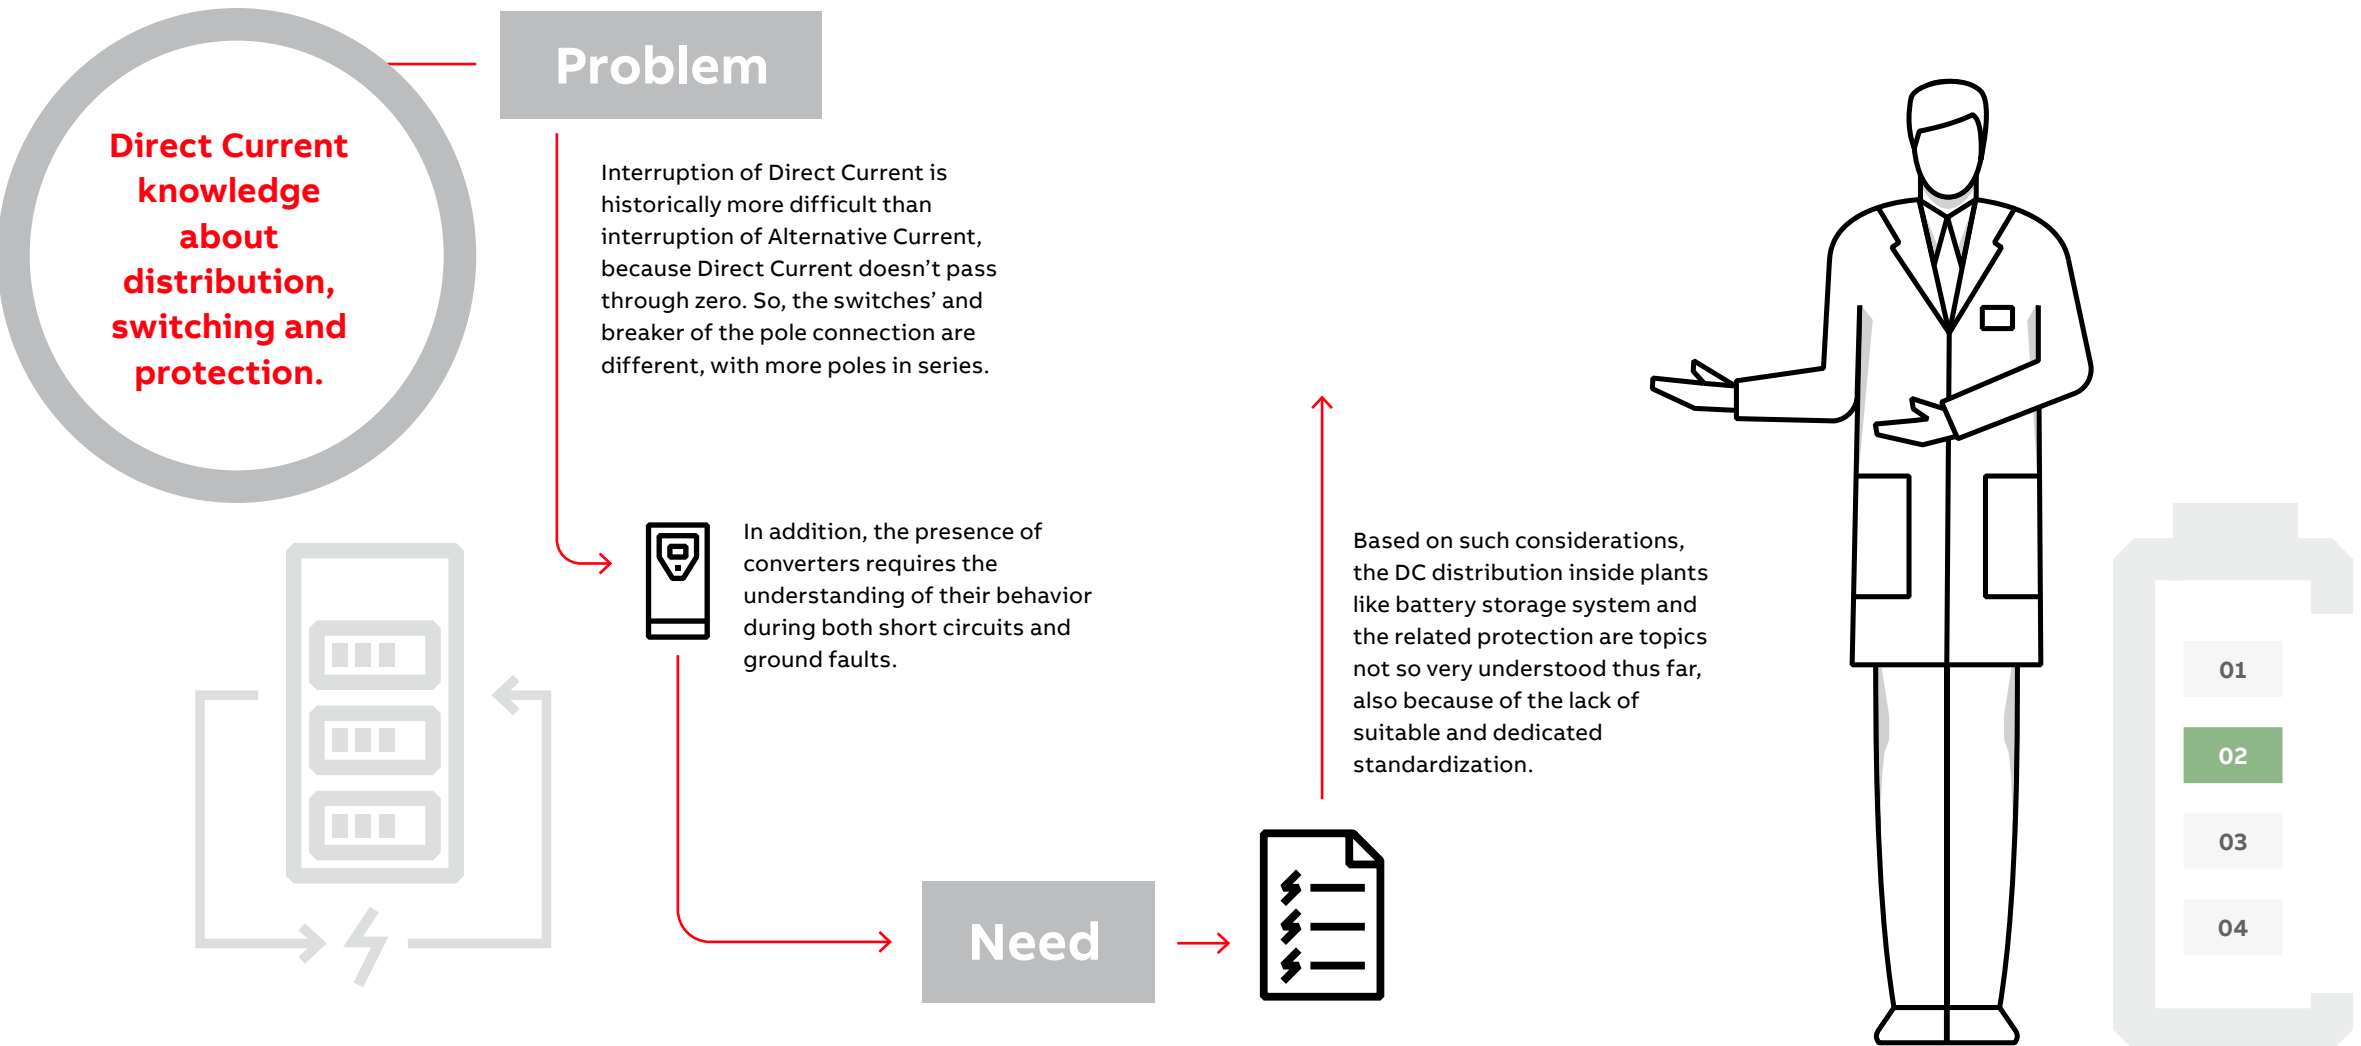 Direct Current
knowledge
about
distribution,
switching and
protection.
Problem
Interruption of Direct Current is
historically more difficult than
interruption of Alternative Current,
because Direct Current doesn’t pass
through zero. So, the switches’ and
breaker of the pole connection are
different, with more poles in series.
In addition, the presence of
converters requires the
understanding of their behavior
during both short circuits and
ground faults.
Need
Based on such considerations,
the DC distribution inside plants
like battery storage system and
the related protection are topics
not so very understood thus far,
also because of the lack of
suitable and dedicated
standardization.
01
02
03
04